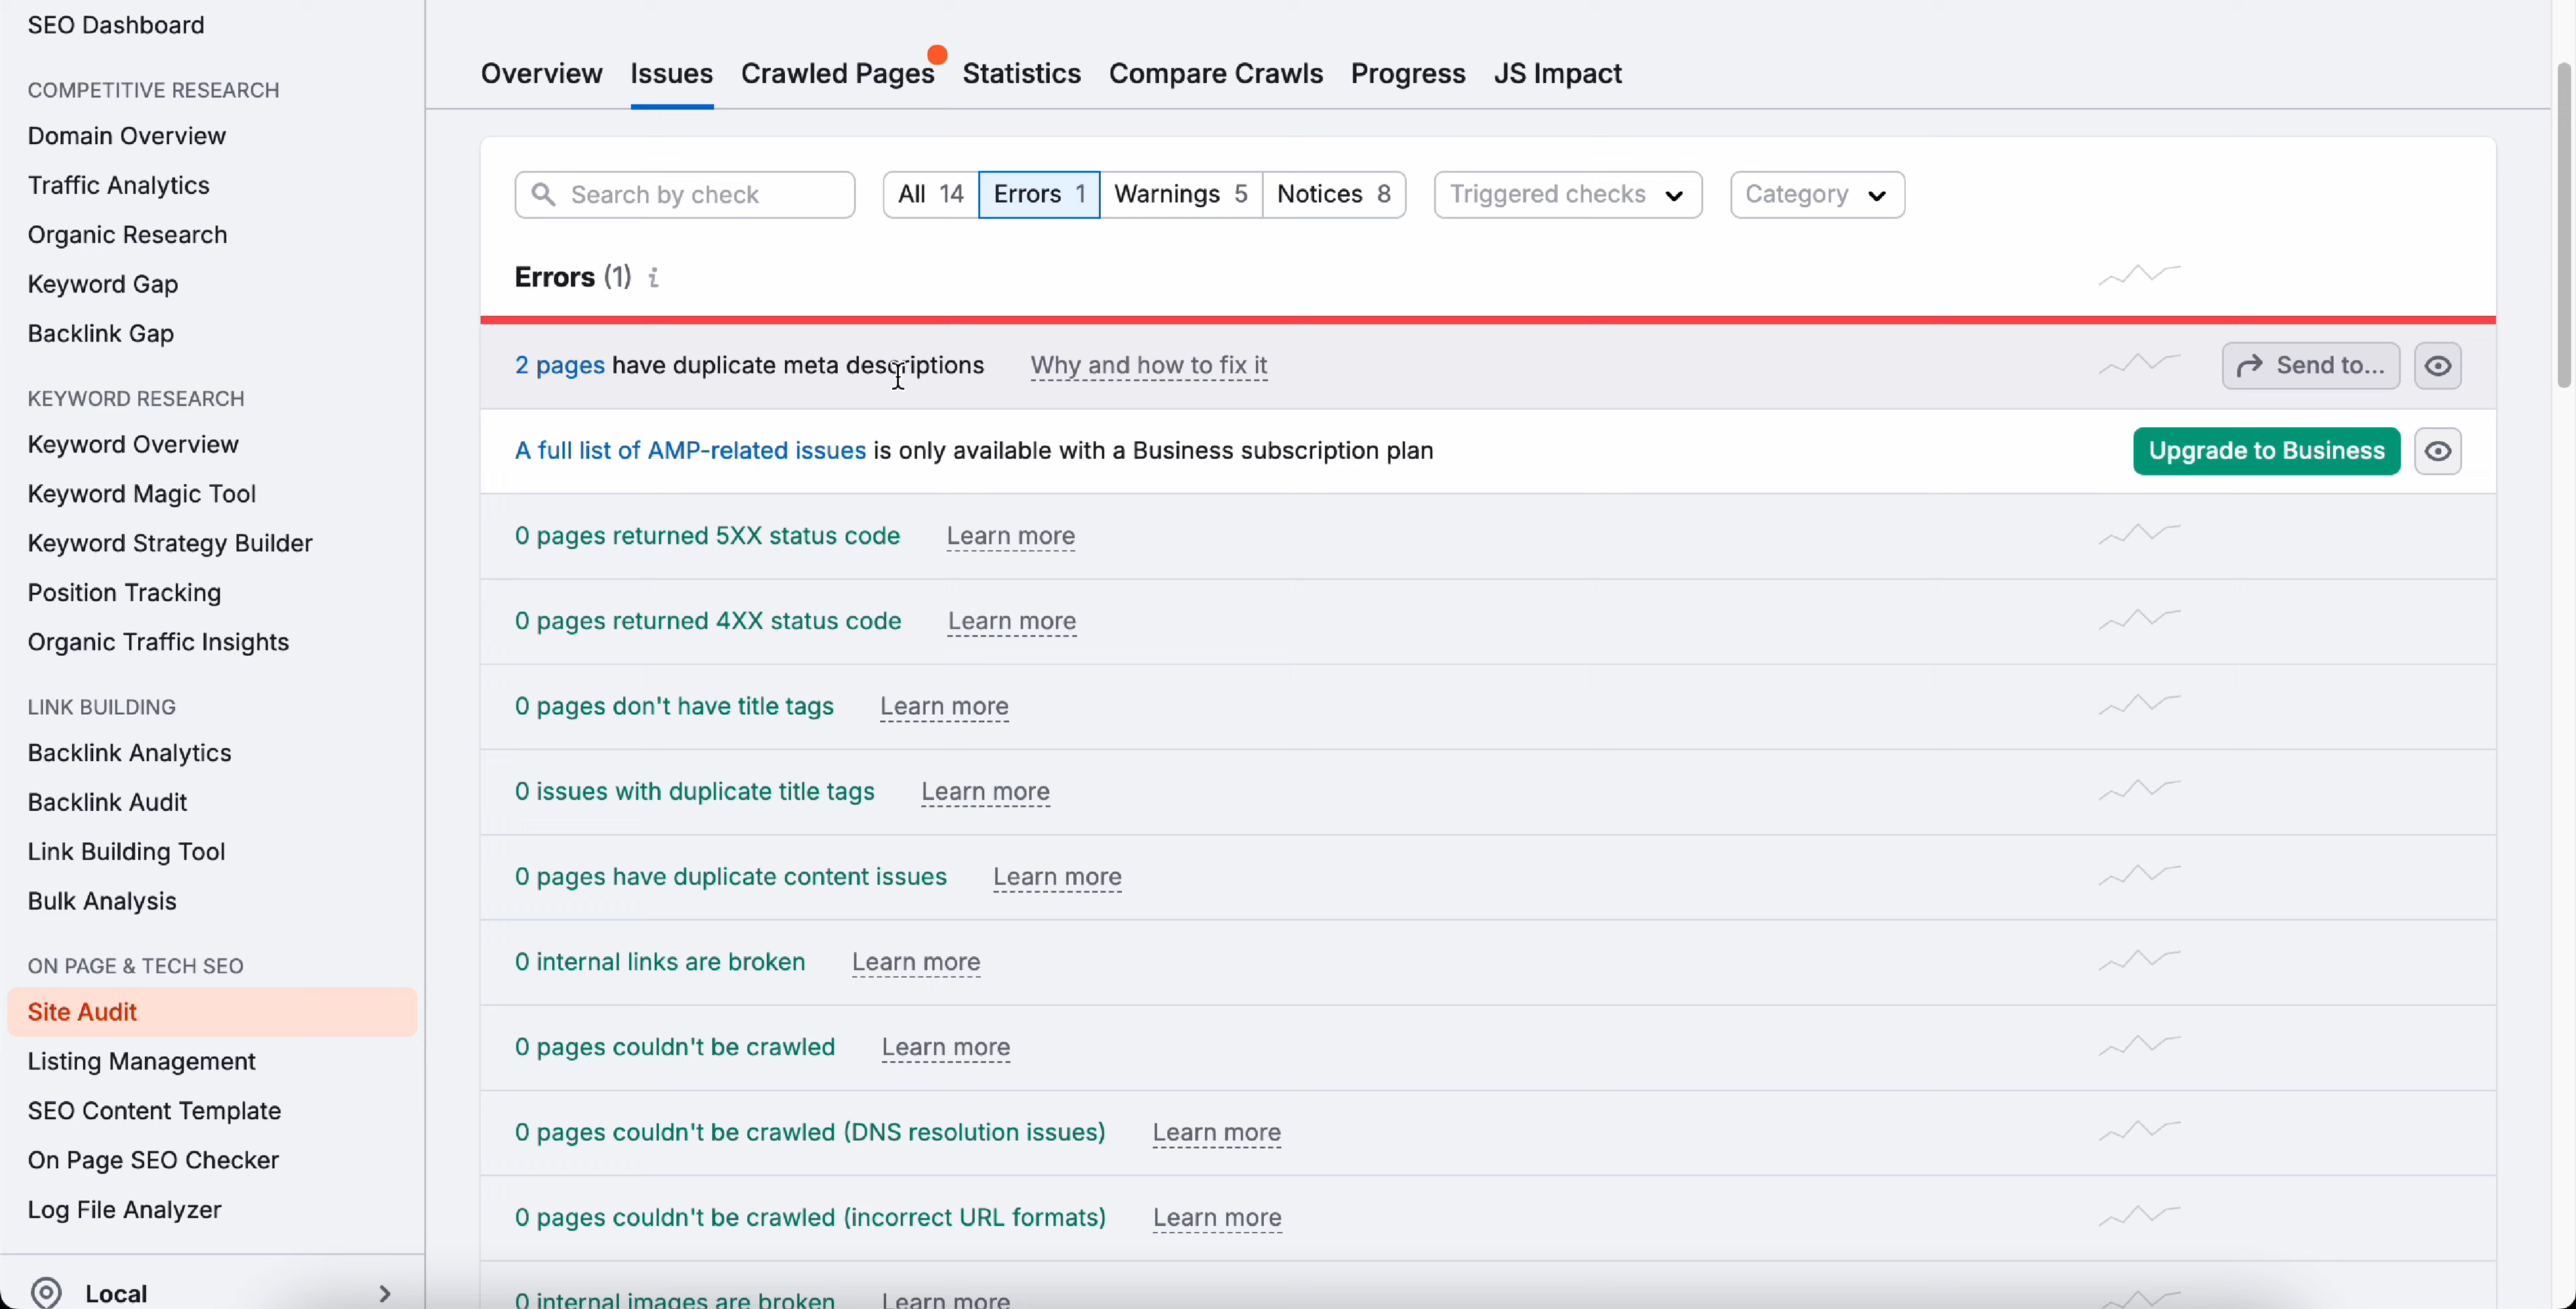 SEO Dashboard
COMPETITIVE RESEARCH
Domain Overview
Traffic Analytics
Organic Research
Keyword Gap
Backlink Gap
KEYWORD RESEARCH
Keyword Overview
Keyword Magic Tool
Keyword Strategy Builder
Position Tracking
Organic Traffic Insights
LINK BUILDING
Backlink Analytics
Backlink Audit
Link Building Tool
Bulk Analysis
ON PAGE & TECH SEO
Site Audit
Listing Management
SEO Content Template
On Page SEO Checker
Log File Analyzer
Local
Overview Issues Crawled Pages Statistics Compare Crawls Progress JS Impact
Search by check All 14 Errors 1 Warnings 5 Notices 8 Triggered checks Category
Errors (1) i
2 pages have duplicate meta descriptions Why and how to fix it Send to...
A full list of AMP-related issues is only available with a Business subscription plan Upgrade to Business
0 pages returned 5XX status code Learn more
0 pages returned 4XX status code Learn more
0 pages don't have title tags Learn more
0 issues with duplicate title tags Learn more
0 pages have duplicate content issues Learn more
0 internal links are broken Learn more
0 pages couldn't be crawled Learn more
0 pages couldn't be crawled (DNS resolution issues) Learn more
0 pages couldn't be crawled (incorrect URL formats) Learn more
0 internal images are broken Learn more